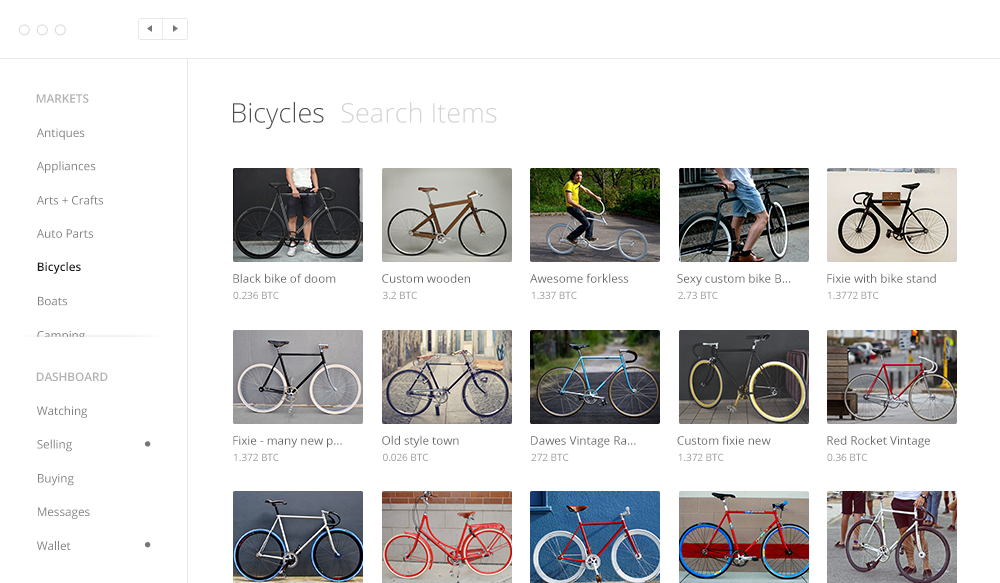 MARKETS
Antiques
Appliances
Arts + Crafts
Auto Parts
Bicycles
Boats
Camping
DASHBOARD
Watching
Selling
Buying
Messages
Wallet
Bicycles Search Items
Black bike of doom
0.236 BTC
Custom wooden
3.2 BTC
Awesome forkless
1.337 BTC
Sexy custom bike B...
2.73 BTC
Fixie with bike stand
1.3772 BTC
Fixie - many new p...
1.372 BTC
Old style town
0.026 BTC
Dawes Vintage Ra...
272 BTC
Custom fixie new
1.372 BTC
Red Rocket Vintage
0.36 BTC